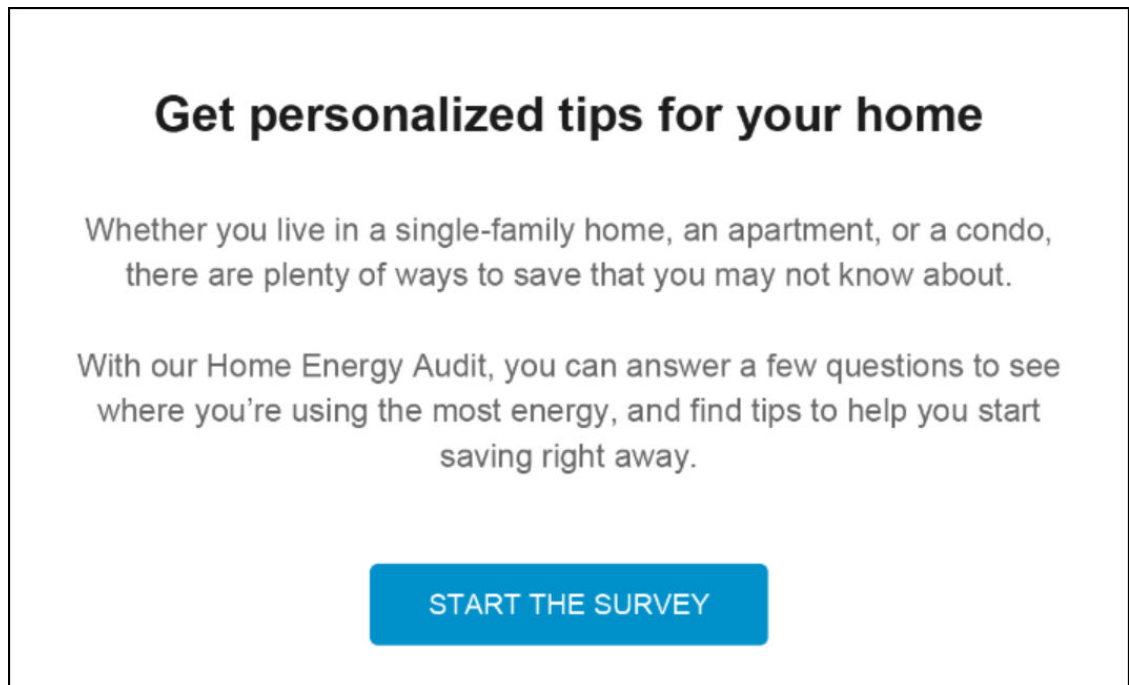 Get personalized tips for your home
Whether you live in a single-family home, an apartment, or a condo,
there are plenty of ways to save that you may not know about.
With our Home Energy Audit, you can answer a few questions to see
where you’re using the most energy, and find tips to help you start
saving right away.
START THE SURVEY